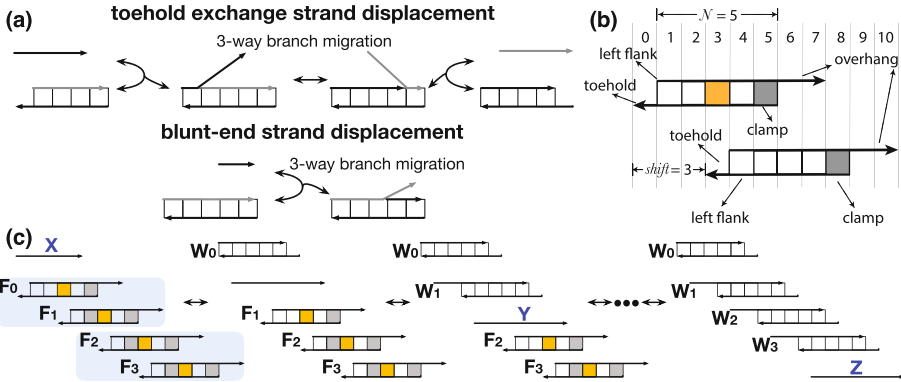 (a)
toehold exchange strand displacement
3-way branch migration
blunt-end strand displacement
3-way branch migration
(b)
𝒩 = 5
0 1 2 3 4 5 6 7 8 9 10
left flank
overhang
toehold
clamp
toehold
shift = 3
left flank
clamp
(c)
X
W0
W0
W0
F0
W1
W1
F1
F1
Y
W2
F2
F2
F2
W3
F3
F3
F3
Z